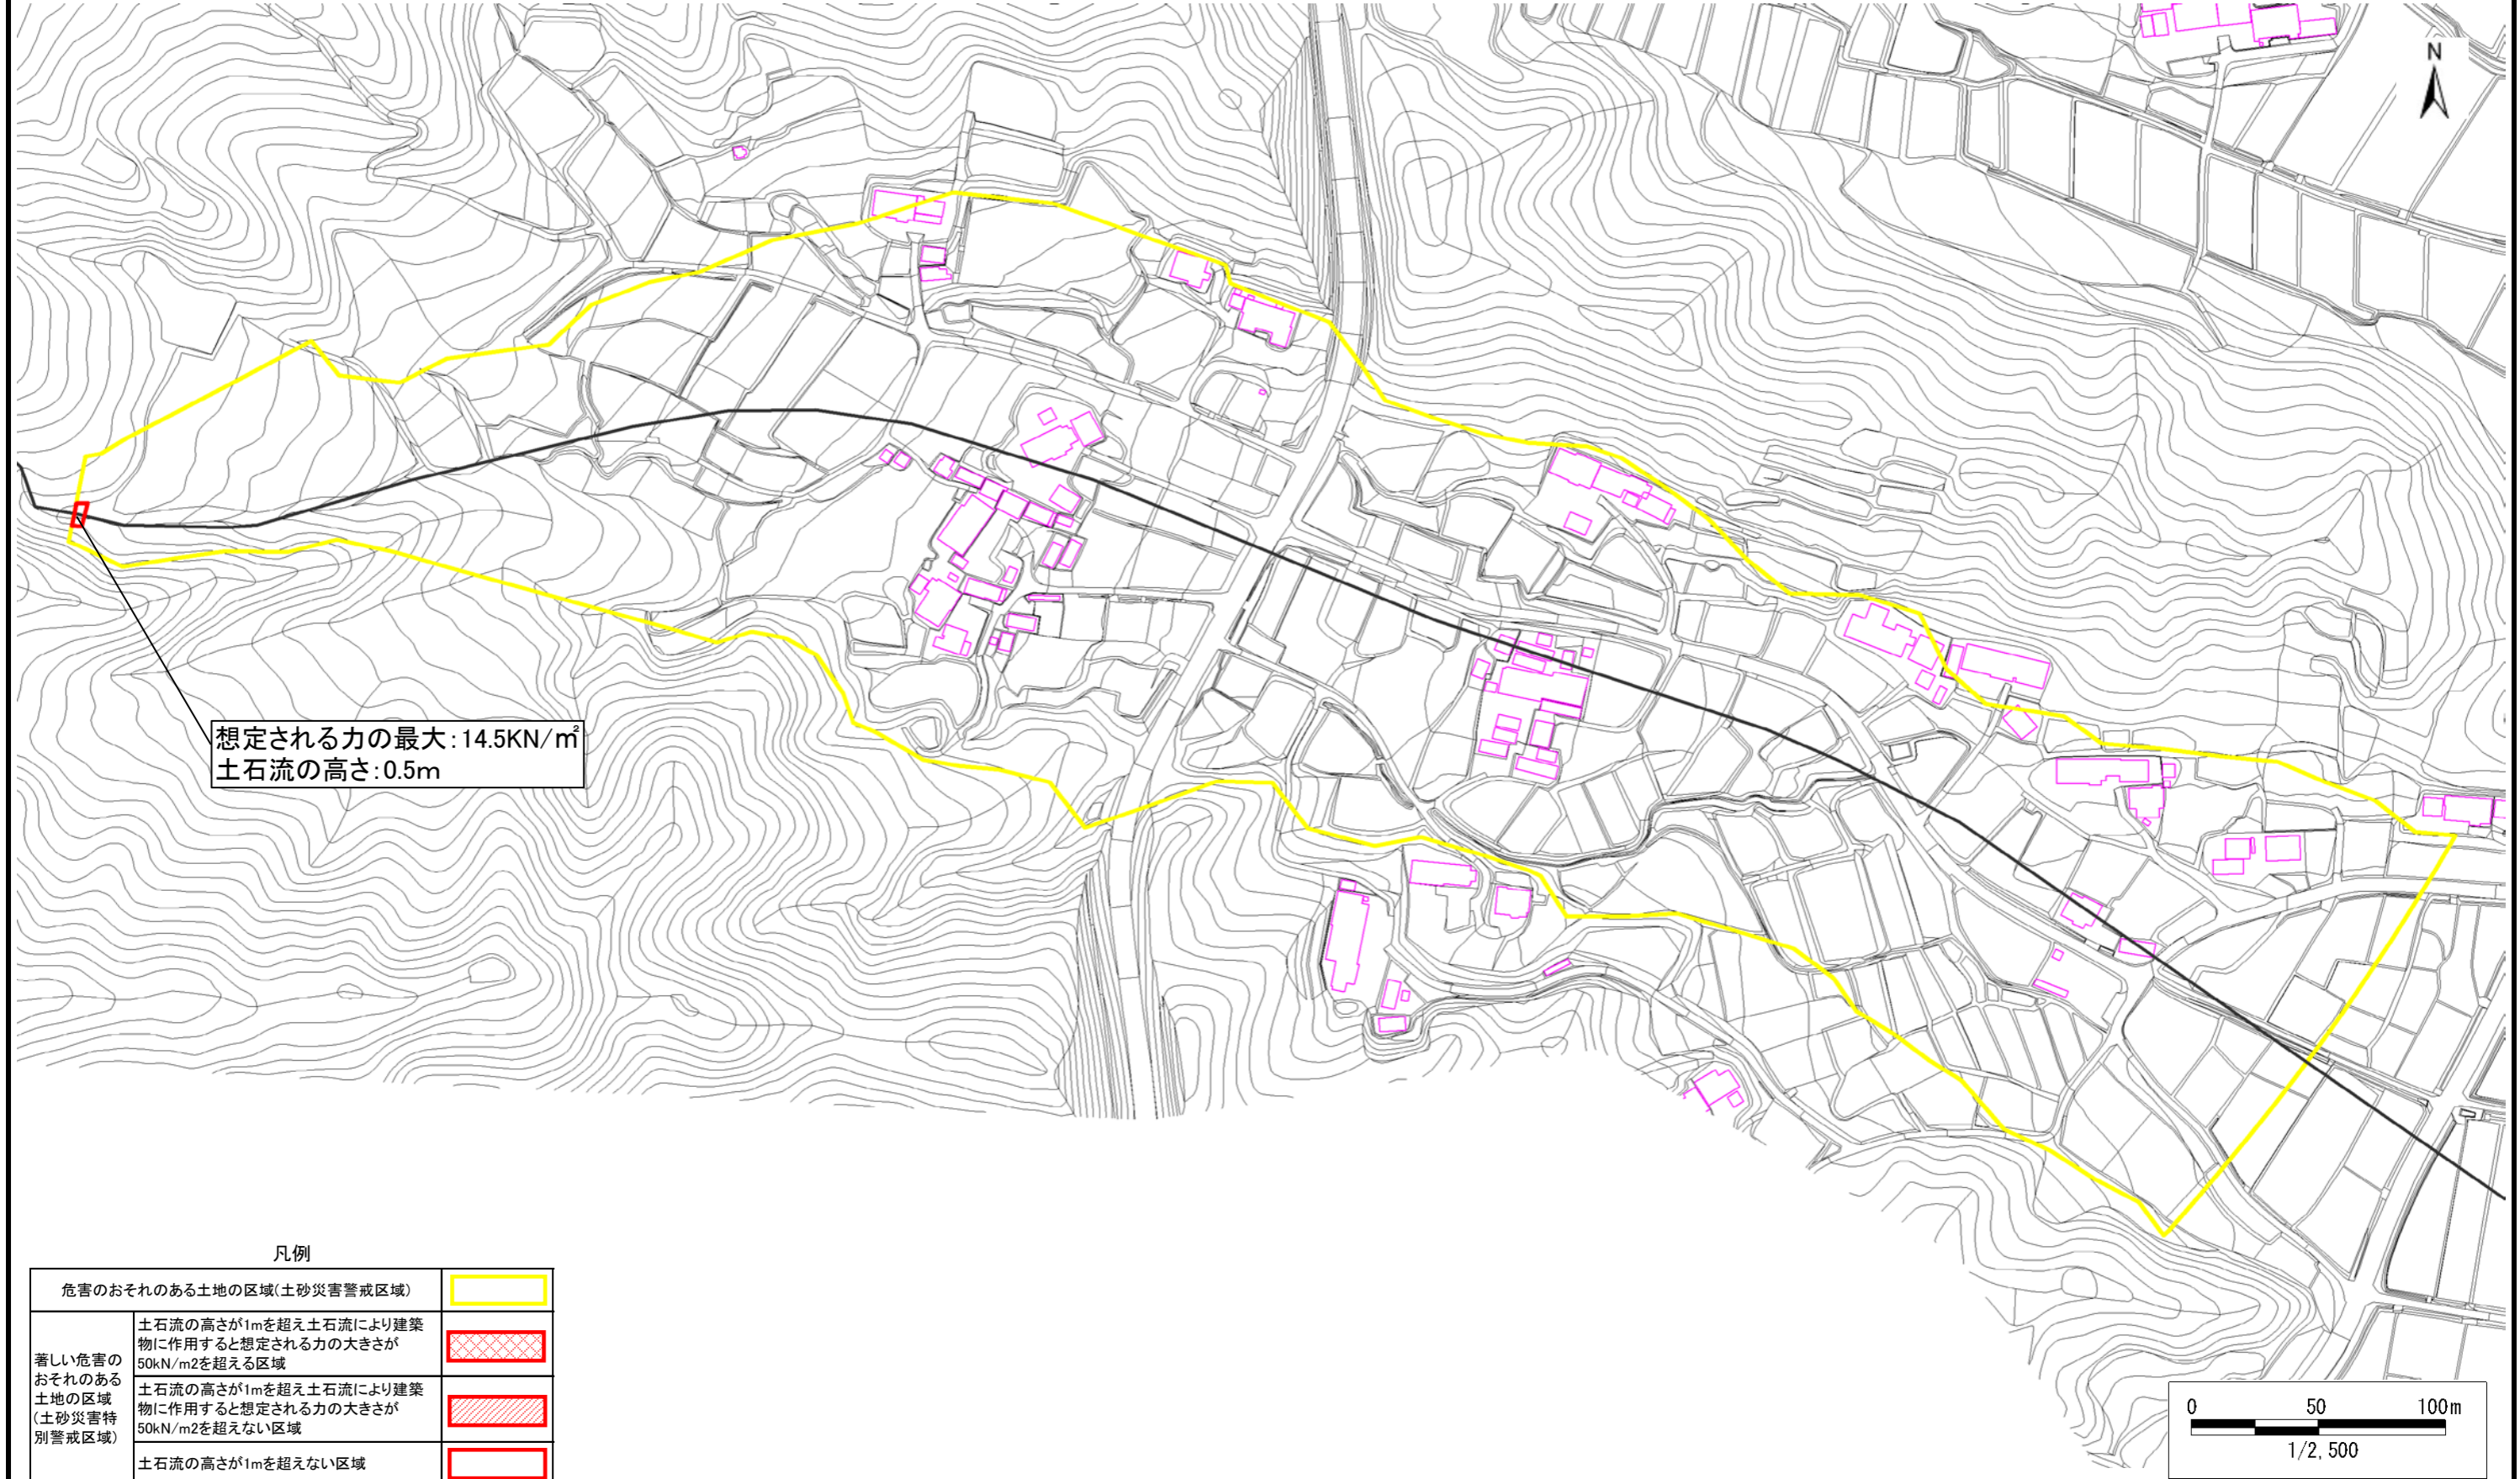 N
想定される力の最大:14.5KN/㎡
土石流の高さ:0.5m
凡例
危害のおそれのある土地の区域(土砂災害警戒区域)
著しい危害の
おそれのある
土地の区域
(土砂災害特
別警戒区域)
土石流の高さが1mを超え土石流により建築
物に作用すると想定される力の大きさが
50kN/m2を超える区域
土石流の高さが1mを超え土石流により建築
物に作用すると想定される力の大きさが
50kN/m2を超えない区域
土石流の高さが1mを超えない区域
0 50 100m
1/2,500